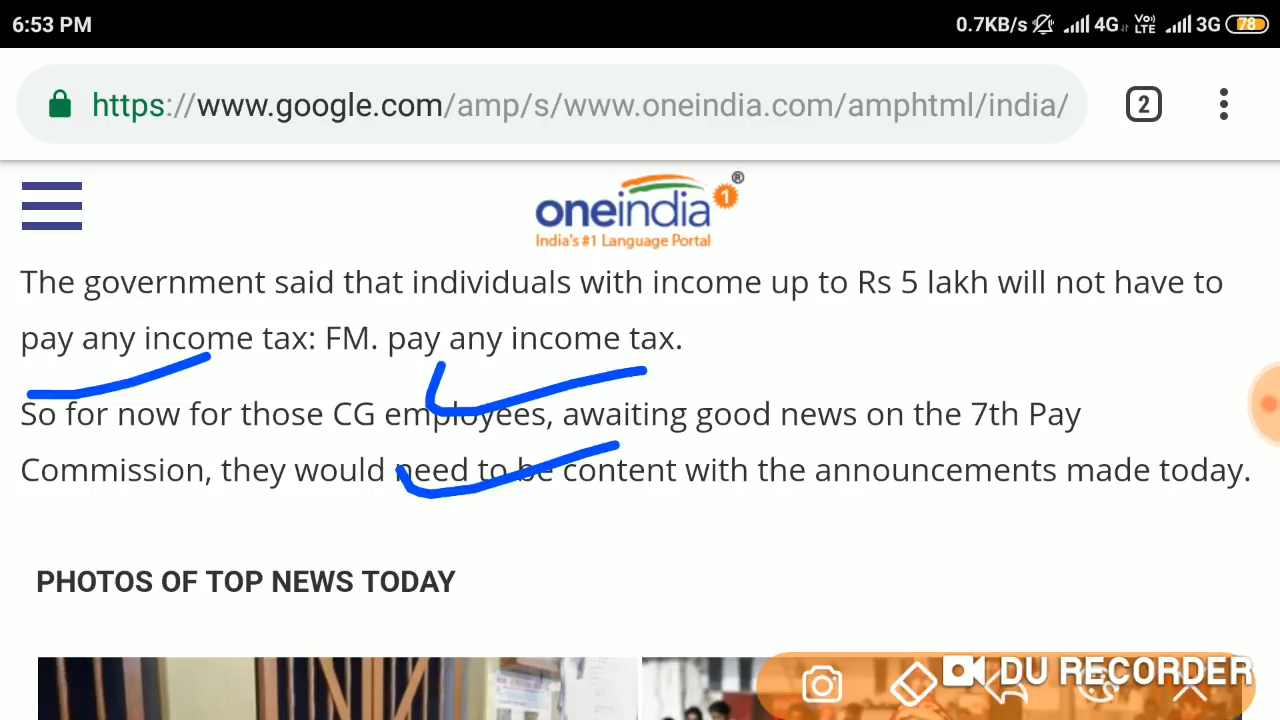 6:53 PM
0.7KB/s 4G Vo) LTE 3G 78
https://www.google.com/amp/s/www.oneindia.com/amphtml/india/
2
oneindia 1 ®
India's #1 Language Portal
The government said that individuals with income up to Rs 5 lakh will not have to
pay any income tax: FM. pay any income tax.
So for now for those CG employees, awaiting good news on the 7th Pay
Commission, they would need to be content with the announcements made today.
PHOTOS OF TOP NEWS TODAY
DU RECORDER